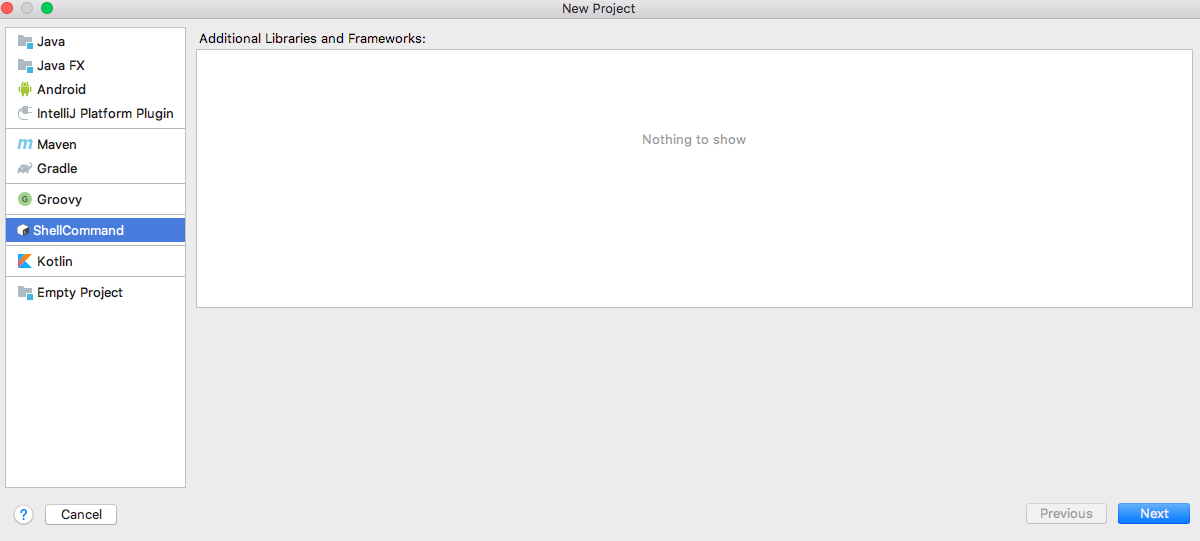 New Project
Java
Java FX
Android
IntelliJ Platform Plugin
Maven
Gradle
Groovy
ShellCommand
Kotlin
Empty Project
Additional Libraries and Frameworks:
Nothing to show
?
Cancel
Previous
Next